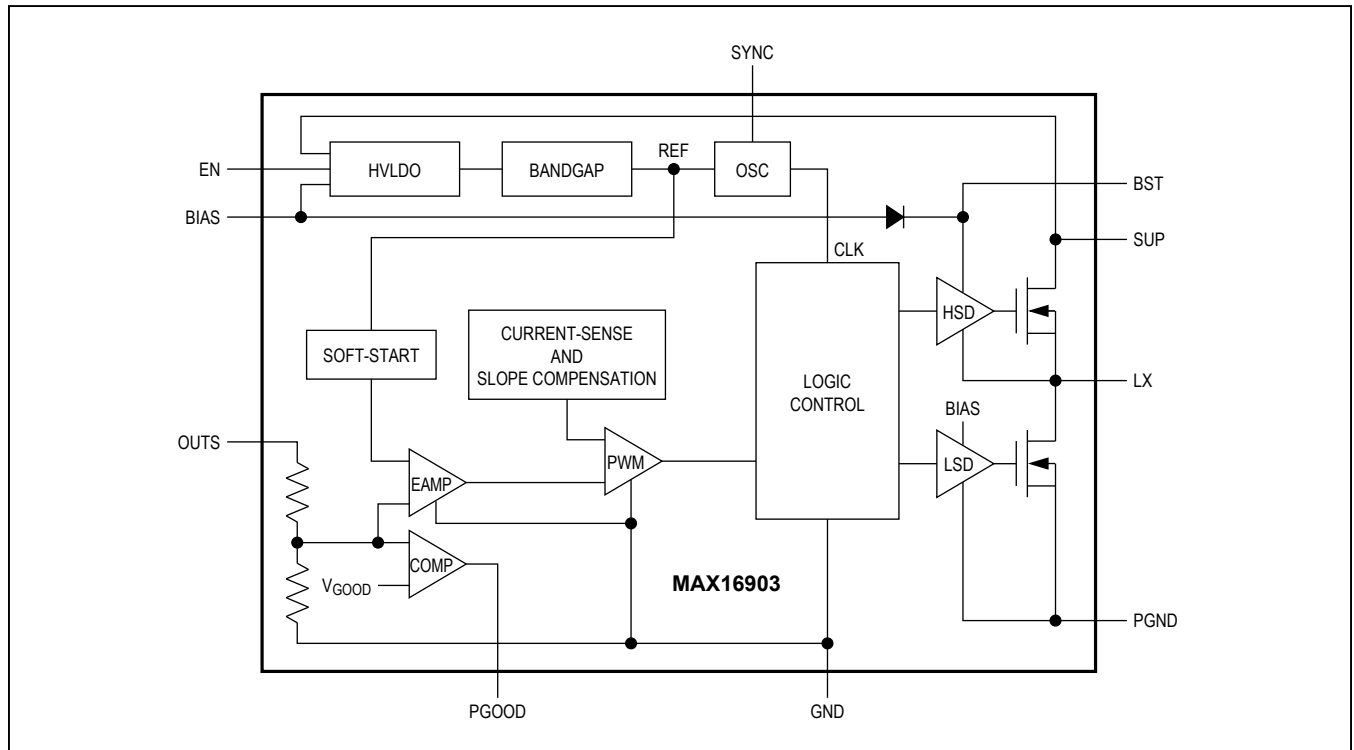 SYNC
EN
HVLDO
BANDGAP
REF
OSC
BST
BIAS
SUP
CLK
HSD
SOFT-START
CURRENT-SENSE
AND
SLOPE COMPENSATION
LOGIC
CONTROL
LX
BIAS
OUTS
EAMP
PWM
LSD
COMP
VGOOD
MAX16903
PGND
PGOOD
GND